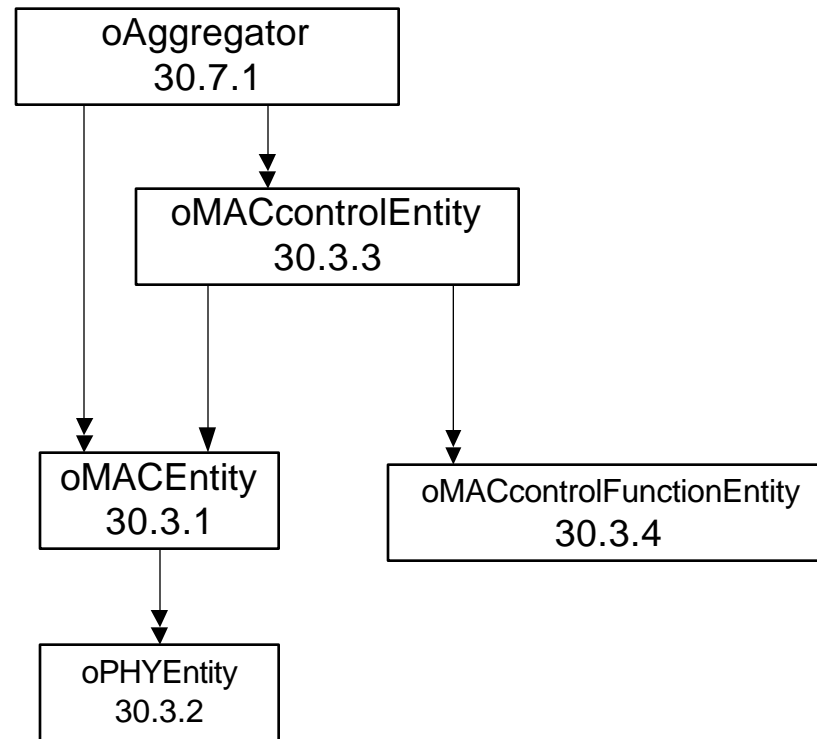 oAggregator
30.7.1
oMACcontrolEntity
30.3.3
oMACEntity
30.3.1
oMACcontrolFunctionEntity
30.3.4
oPHYEntity
30.3.2